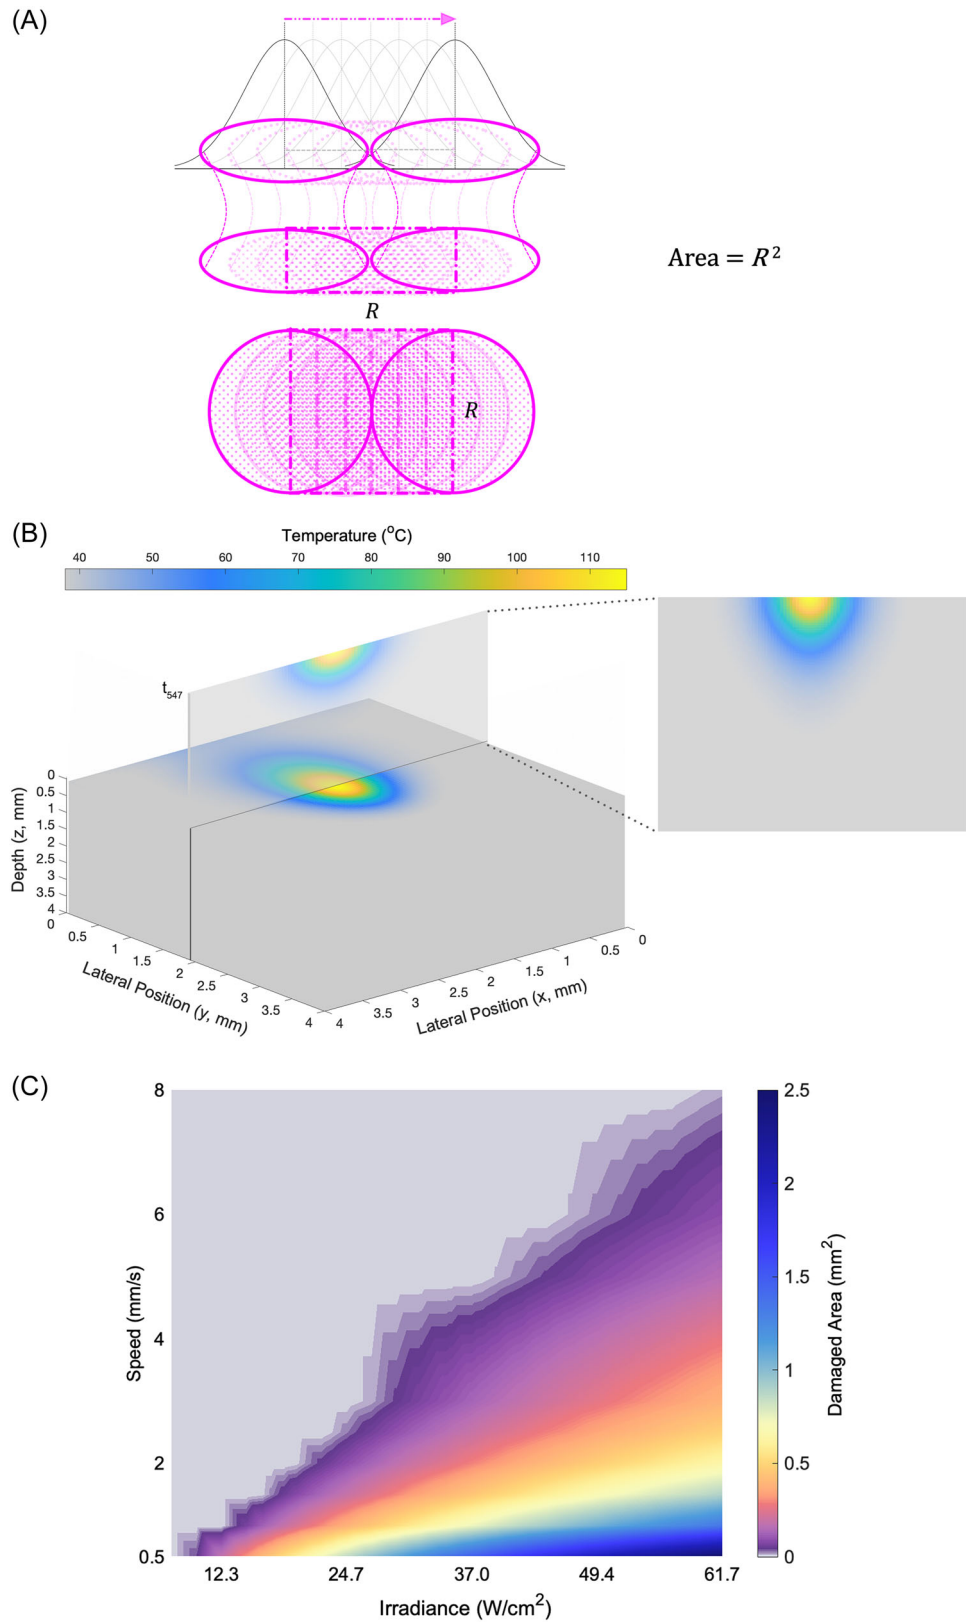 (A)
Area = R²
R
R
(B)
Temperature (°C)
40 50 60 70 80 90 100 110
t547
0
0.5
1
1.5
2
2.5
3
3.5
4
Depth (z, mm)
0 0.5 1 1.5 2 2.5 3 3.5 4
Lateral Position (y, mm)
4 3.5 3 2.5 2 1.5 1 0.5 0
Lateral Position (x, mm)
(C)
8
6
4
2
0.5
Speed (mm/s)
12.3 24.7 37.0 49.4 61.7
Irradiance (W/cm²)
2.5
2
1.5
1
0.5
0
Damaged Area (mm²)